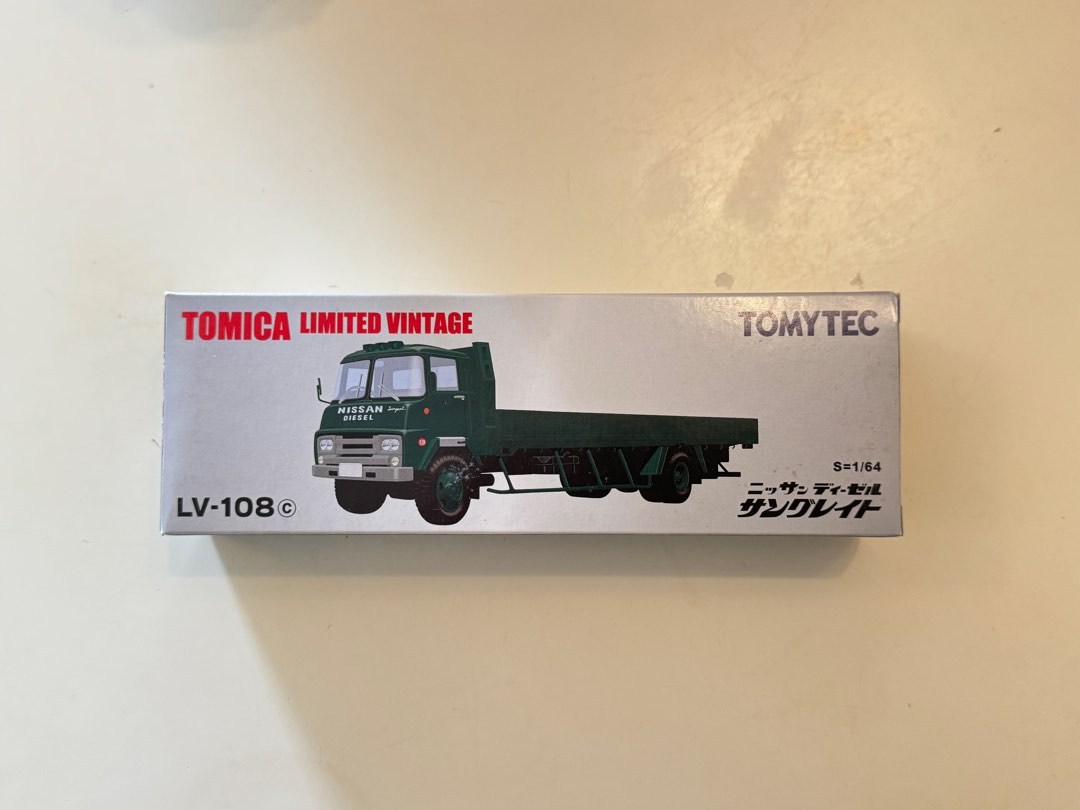 TOMICA LIMITED VINTAGE
TOMYTEC
NISSAN
DIESEL
S=1/64
LV-108ⓒ
ニッサン ディーゼル
サングレイト